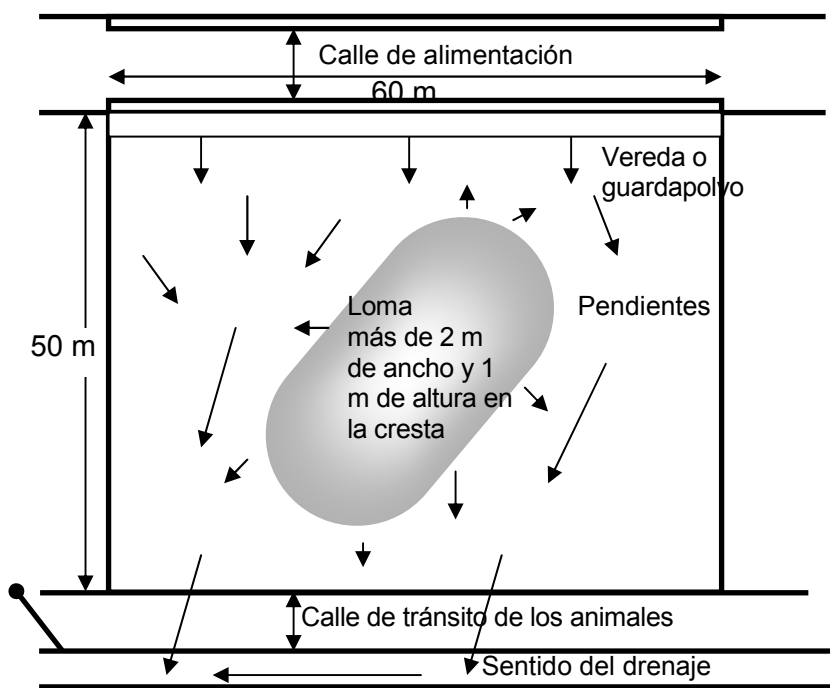 Calle de alimentación
60 m
Vereda o
guardapolvo
Loma
más de 2 m
de ancho y 1
m de altura en
la cresta
Pendientes
50 m
Calle de tránsito de los animales
Sentido del drenaje